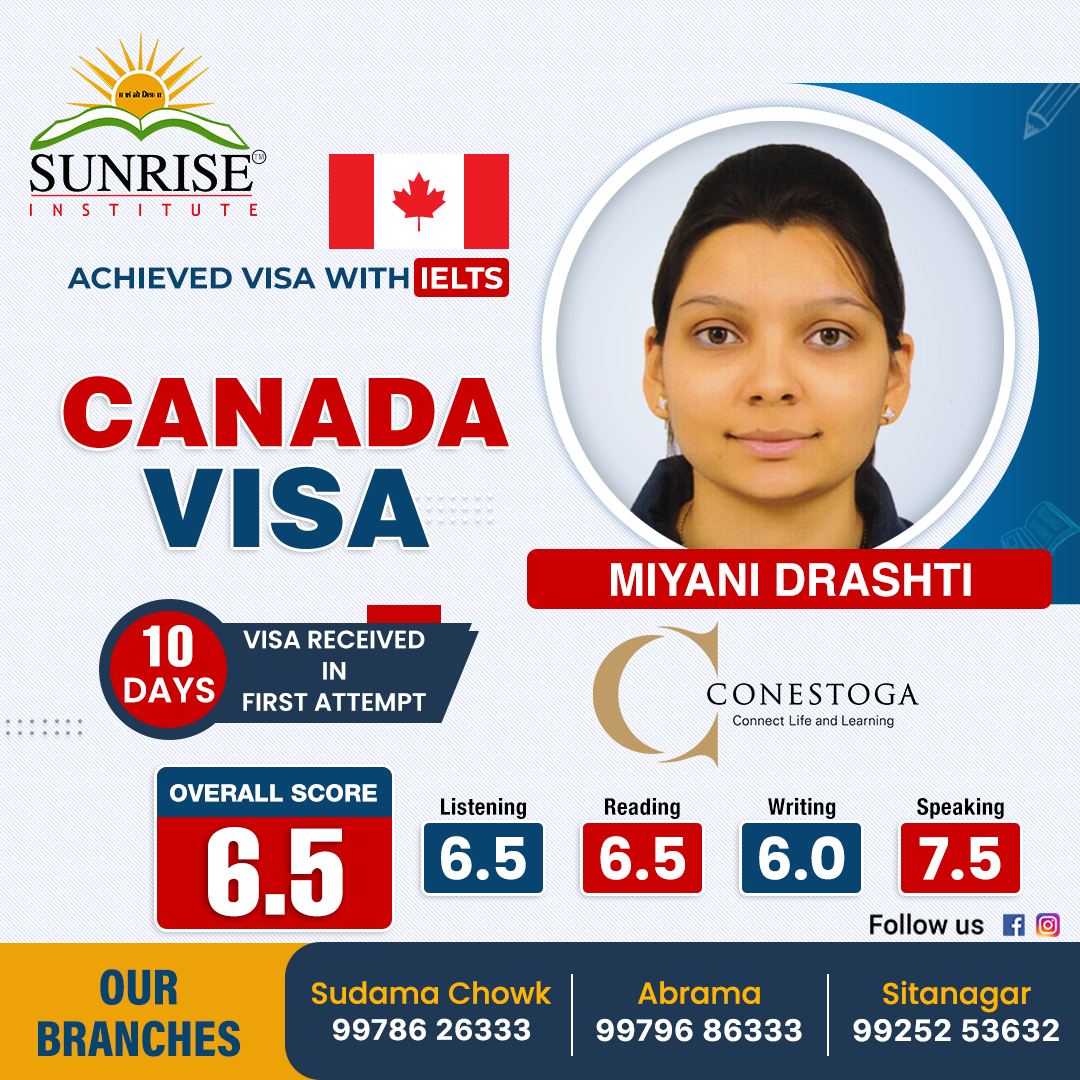 SUNRISE
TM
INSTITUTE
ACHIEVED VISA WITH IELTS
CANADA
VISA
MIYANI DRASHTI
10
DAYS
VISA RECEIVED
IN
FIRST ATTEMPT
CONESTOGA
Connect Life and Learning
OVERALL SCORE
6.5
Listening
6.5
Reading
6.5
Writing
6.0
Speaking
7.5
Follow us
OUR
BRANCHES
Sudama Chowk
99786 26333
Abrama
99796 86333
Sitanagar
99252 53632